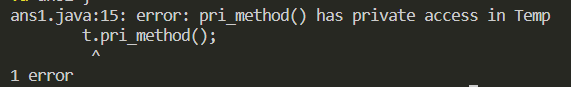 ans1.java:15: error: pri_method() has private access in Temp
t.pri_method();
^
1 error